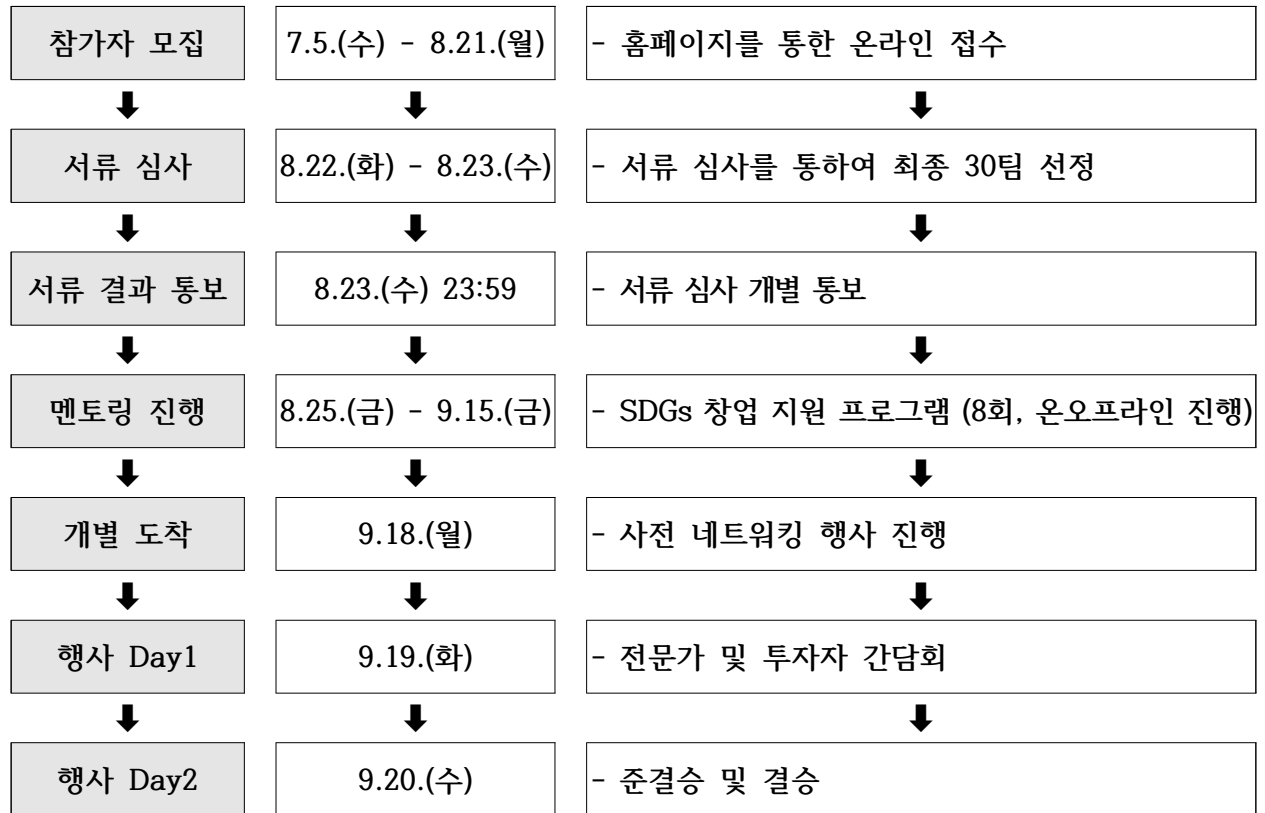 참가자 모집 7.5.(수) - 8.21.(월) - 홈페이지를 통한 온라인 접수
서류 심사 8.22.(화) - 8.23.(수) - 서류 심사를 통하여 최종 30팀 선정
서류 결과 통보 8.23.(수) 23:59 - 서류 심사 개별 통보
멘토링 진행 8.25.(금) - 9.15.(금) - SDGs 창업 지원 프로그램 (8회, 온오프라인 진행)
개별 도착 9.18.(월) - 사전 네트워킹 행사 진행
행사 Day1 9.19.(화) - 전문가 및 투자자 간담회
행사 Day2 9.20.(수) - 준결승 및 결승